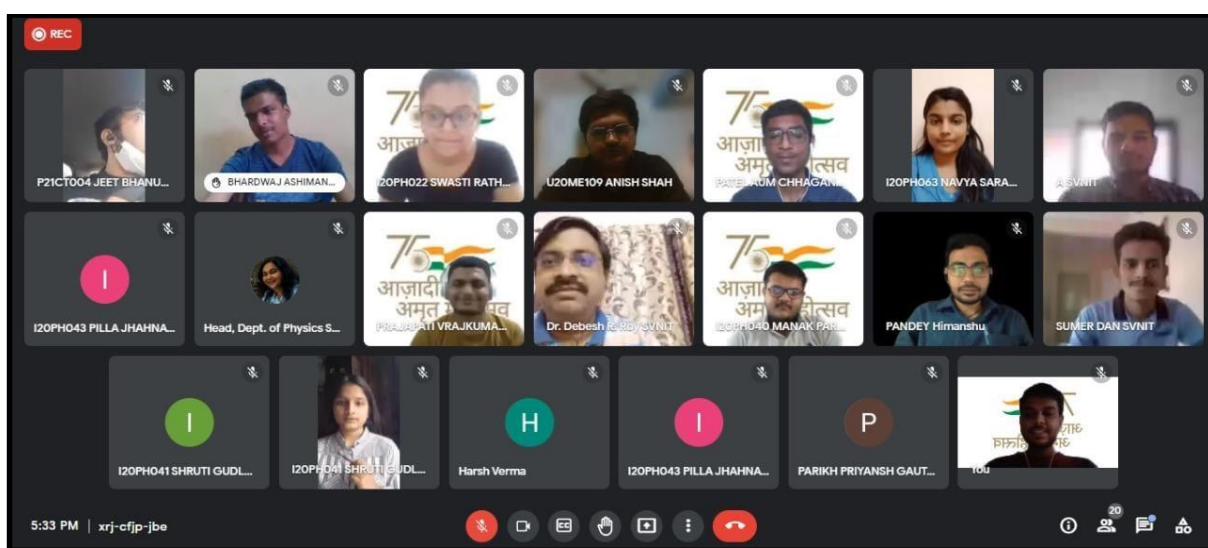 REC
P21CT004 JEET BHANU...
BHARDWAJ ASHIMAN...
I20PH022 SWASTI RATH...
U20ME109 ANISH SHAH
PATEL AUM CHHAGAN...
I20PH063 NAVYA SARA...
A SVNIT
I20PH043 PILLA JHAHNA...
Head, Dept. of Physics S...
PRAJAPATI VRAJKUMA...
Dr. Debesh R. Roy SVNIT
I20PH040 MANAK PAR...
PANDEY Himanshu
SUMER DAN SVNIT
I20PH041 SHRUTI GUDL...
I20PH041 SHRUTI GUDL...
H
Harsh Verma
I
I20PH043 PILLA JHAHNA...
P
PARIKH PRIYANSH GAUT...
You
75
आज़ादी
अमृत
5:33 PM | xrj-cfjp-jbe
CC
20